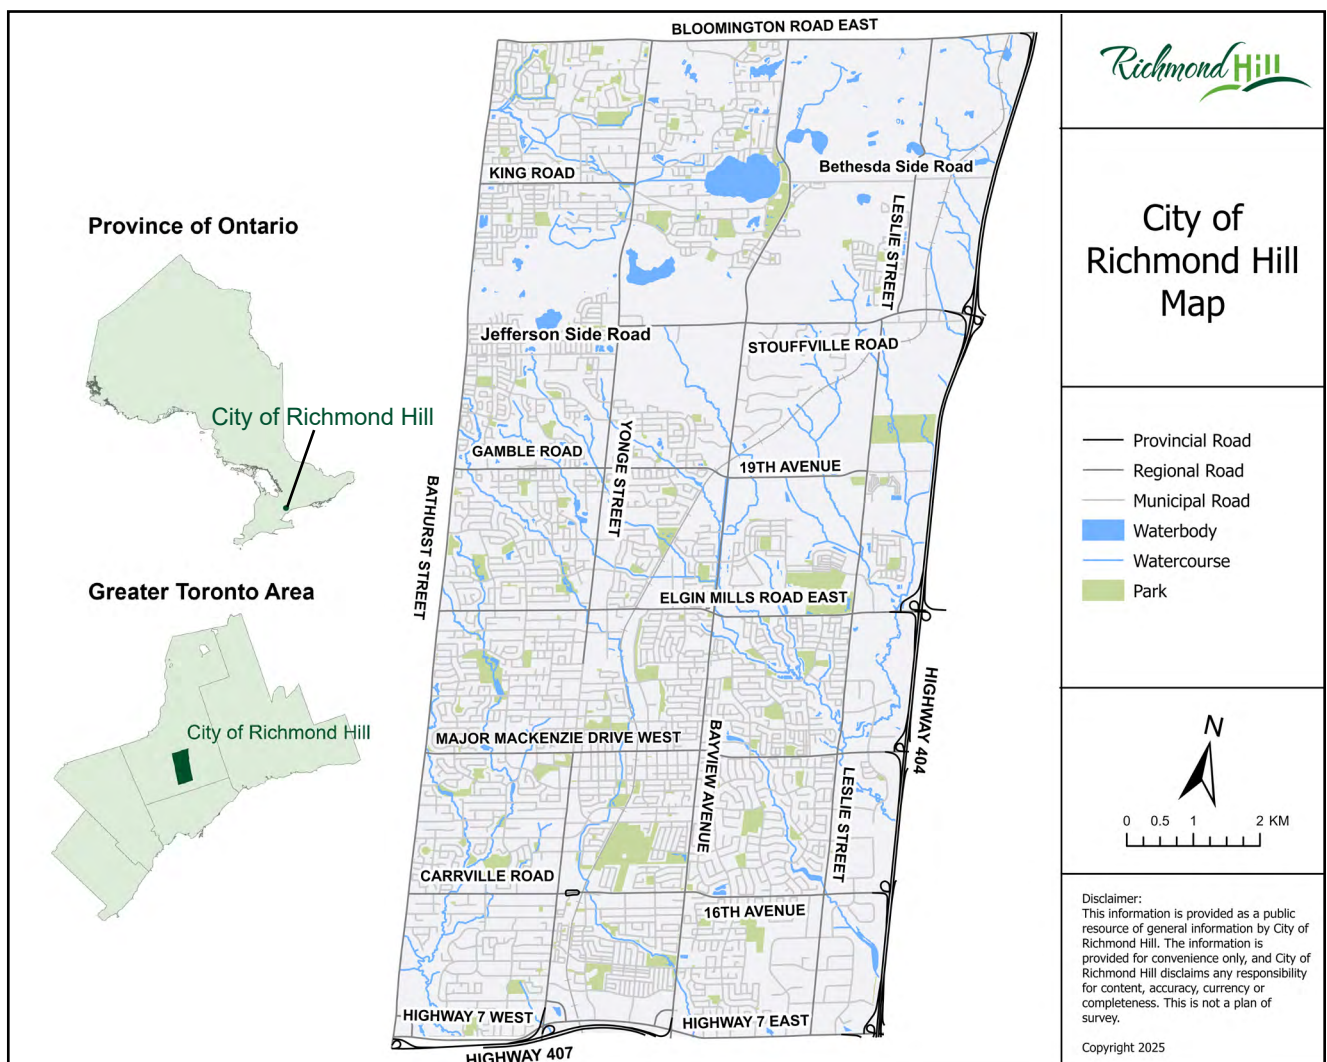 BLOOMINGTON ROAD EAST
KING ROAD
Bethesda Side Road
LESLIE STREET
Province of Ontario
City of Richmond Hill
Jefferson Side Road
STOUFFVILLE ROAD
GAMBLE ROAD
YONGE STREET
19TH AVENUE
BATHURST STREET
Greater Toronto Area
City of Richmond Hill
ELGIN MILLS ROAD EAST
HIGHWAY 404
MAJOR MACKENZIE DRIVE WEST
BAYVIEW AVENUE
LESLIE STREET
CARRVILLE ROAD
16TH AVENUE
HIGHWAY 7 WEST
HIGHWAY 7 EAST
HIGHWAY 407
Richmond Hill
City of
Richmond Hill
Map
Provincial Road
Regional Road
Municipal Road
Waterbody
Watercourse
Park
N
0 0.5 1 2 KM
Disclaimer:
This information is provided as a public
resource of general information by City of
Richmond Hill. The information is
provided for convenience only, and City of
Richmond Hill disclaims any responsibility
for content, accuracy, currency or
completeness. This is not a plan of
survey.
Copyright 2025